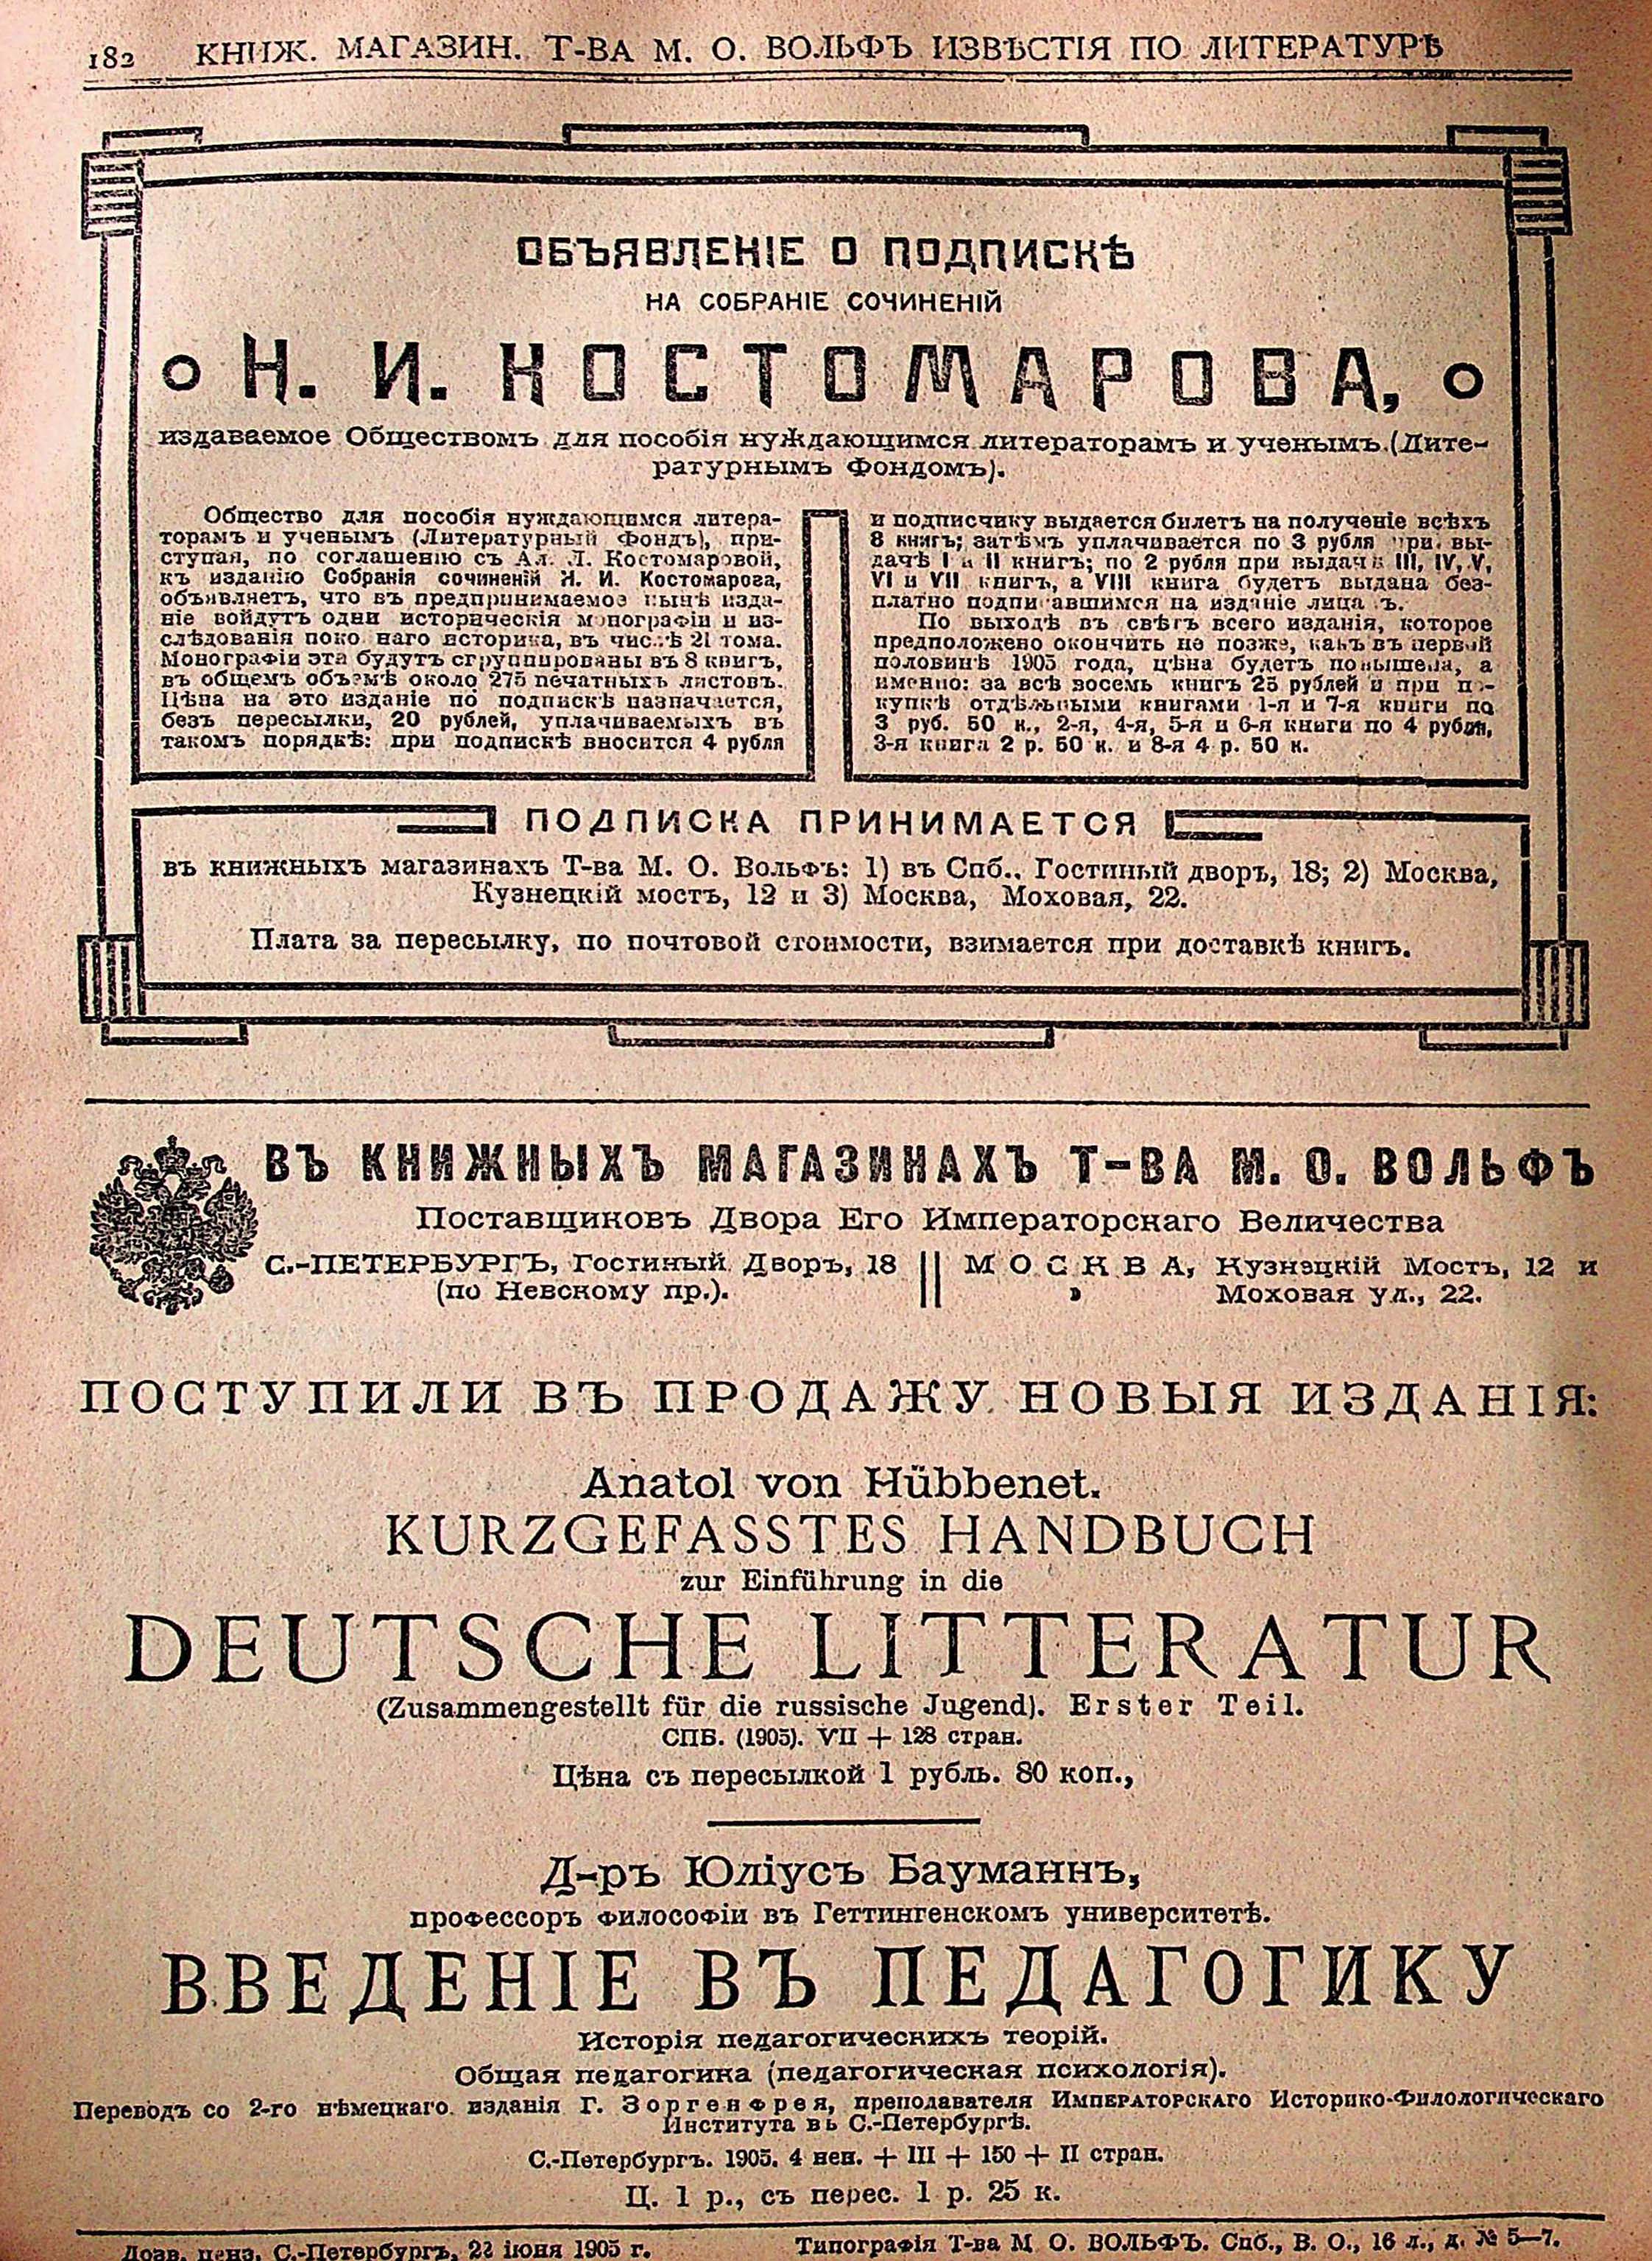 182 КНИЖ. МАГАЗИН. Т-ВА М. О. ВОЛЬФЪ ИЗВѢСТІЯ ПО ЛИТЕРАТУРѢ
ОБЪЯВЛЕНІЕ О ПОДПИСКѢ
НА СОБРАНІЕ СОЧИНЕНІЙ
Н. И. КОСТОМАРОВА,
издаваемое Обществомъ для пособія нуждающимся литераторамъ и ученымъ (Лите-
ратурнымъ Фондомъ).
Общество для пособія нуждающимся литера-
торамъ и ученымъ (Литературный Фондъ), при-
ступая, по соглашенію съ Ал. Л. Костомаровой,
къ изданію Собранія сочиненій Н. И. Костомарова,
объявляетъ, что въ предпринимаемое нынѣ изда-
ніе войдутъ одни историческія монографіи и из-
слѣдованія покойнаго историка, въ числѣ 21 тома.
Монографіи эти будутъ сгруппированы въ 8 книгъ,
въ общемъ объемѣ около 275 печатныхъ листовъ.
Цѣна на это изданіе по подпискѣ назначается,
безъ пересылки, 20 рублей, уплачиваемыхъ въ
такомъ порядкѣ: при подпискѣ вносится 4 рубля
и подписчику выдается билетъ на полученіе всѣхъ
8 книгъ; затѣмъ уплачивается по 3 рубля при вы-
дачѣ I и II книгъ; по 2 рубля при выдачѣ III, IV, V,
VI и VII книгъ, а VIII книга будетъ выдана без-
платно подписавшимся на изданіе лицамъ.
По выходѣ въ свѣтъ всего изданія, которое
предположено окончить не позже, какъ въ первой
половинѣ 1905 года, цѣна будетъ повышена, а
именно: за всѣ восемь книгъ 25 рублей и при по-
купкѣ отдѣльными книгами 1-я и 7-я книги по
3 руб. 50 к., 2-я, 4-я, 5-я и 6-я книги по 4 рубля,
3-я книга 2 р. 50 к. и 8-я 4 р. 50 к.
ПОДПИСКА ПРИНИМАЕТСЯ
въ книжныхъ магазинахъ Т-ва М. О. Вольфъ: 1) въ Спб., Гостиный дворъ, 18; 2) Москва,
Кузнецкій мостъ, 12 и 3) Москва, Моховая, 22.
Плата за пересылку, по почтовой стоимости, взимается при доставкѣ книгъ.
ВЪ КНИЖНЫХЪ МАГАЗИНАХЪ Т-ВА М. О. ВОЛЬФЪ
Поставщиковъ Двора Его Императорскаго Величества
С.-ПЕТЕРБУРГЪ, Гостиный Дворъ, 18
(по Невскому пр.).
МОСКВА, Кузнецкій Мостъ, 12 и
„ Моховая ул., 22.
ПОСТУПИЛИ ВЪ ПРОДАЖУ НОВЫЯ ИЗДАНІЯ:
Anatol von Hübbenet.
KURZGEFASSTES HANDBUCH
zur Einführung in die
DEUTSCHE LITTERATUR
(Zusammengestellt für die russische Jugend). Erster Teil.
СПБ. (1905). VII + 128 стран.
Цѣна съ пересылкой 1 рубль. 80 коп.,
Д-ръ Юліусъ Бауманнъ,
профессоръ философіи въ Геттингенскомъ университетѣ.
ВВЕДЕНІЕ ВЪ ПЕДАГОГИКУ
Исторія педагогическихъ теорій.
Общая педагогика (педагогическая психологія).
Переводъ со 2-го нѣмецкаго изданія Г. Зоргенфрея, преподавателя Императорскаго Историко-Филологическаго
Института въ С.-Петербургѣ.
С.-Петербургъ. 1905. 4 нен. + III + 150 + II стран.
Ц. 1 р., съ перес. 1 р. 25 к.
Дозв. ценз. С.-Петербургъ, 22 іюня 1905 г.
Типографія Т-ва М. О. ВОЛЬФЪ. Спб., В. О., 16 л., д. № 5—7.